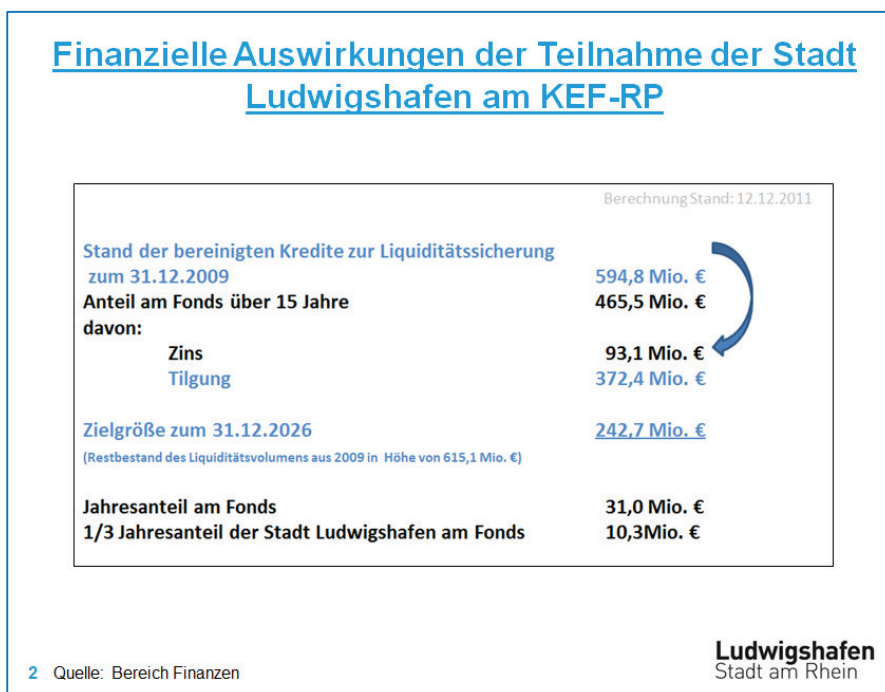 Finanzielle Auswirkungen der Teilnahme der Stadt
Ludwigshafen am KEF-RP
Berechnung Stand: 12.12.2011
Stand der bereinigten Kredite zur Liquiditätssicherung
zum 31.12.2009 594,8 Mio. €
Anteil am Fonds über 15 Jahre 465,5 Mio. €
davon:
Zins 93,1 Mio. €
Tilgung 372,4 Mio. €
Zielgröße zum 31.12.2026 242,7 Mio. €
(Restbestand des Liquiditätsvolumens aus 2009 in Höhe von 615,1 Mio. €)
Jahresanteil am Fonds 31,0 Mio. €
1/3 Jahresanteil der Stadt Ludwigshafen am Fonds 10,3Mio. €
2 Quelle: Bereich Finanzen
Ludwigshafen
Stadt am Rhein